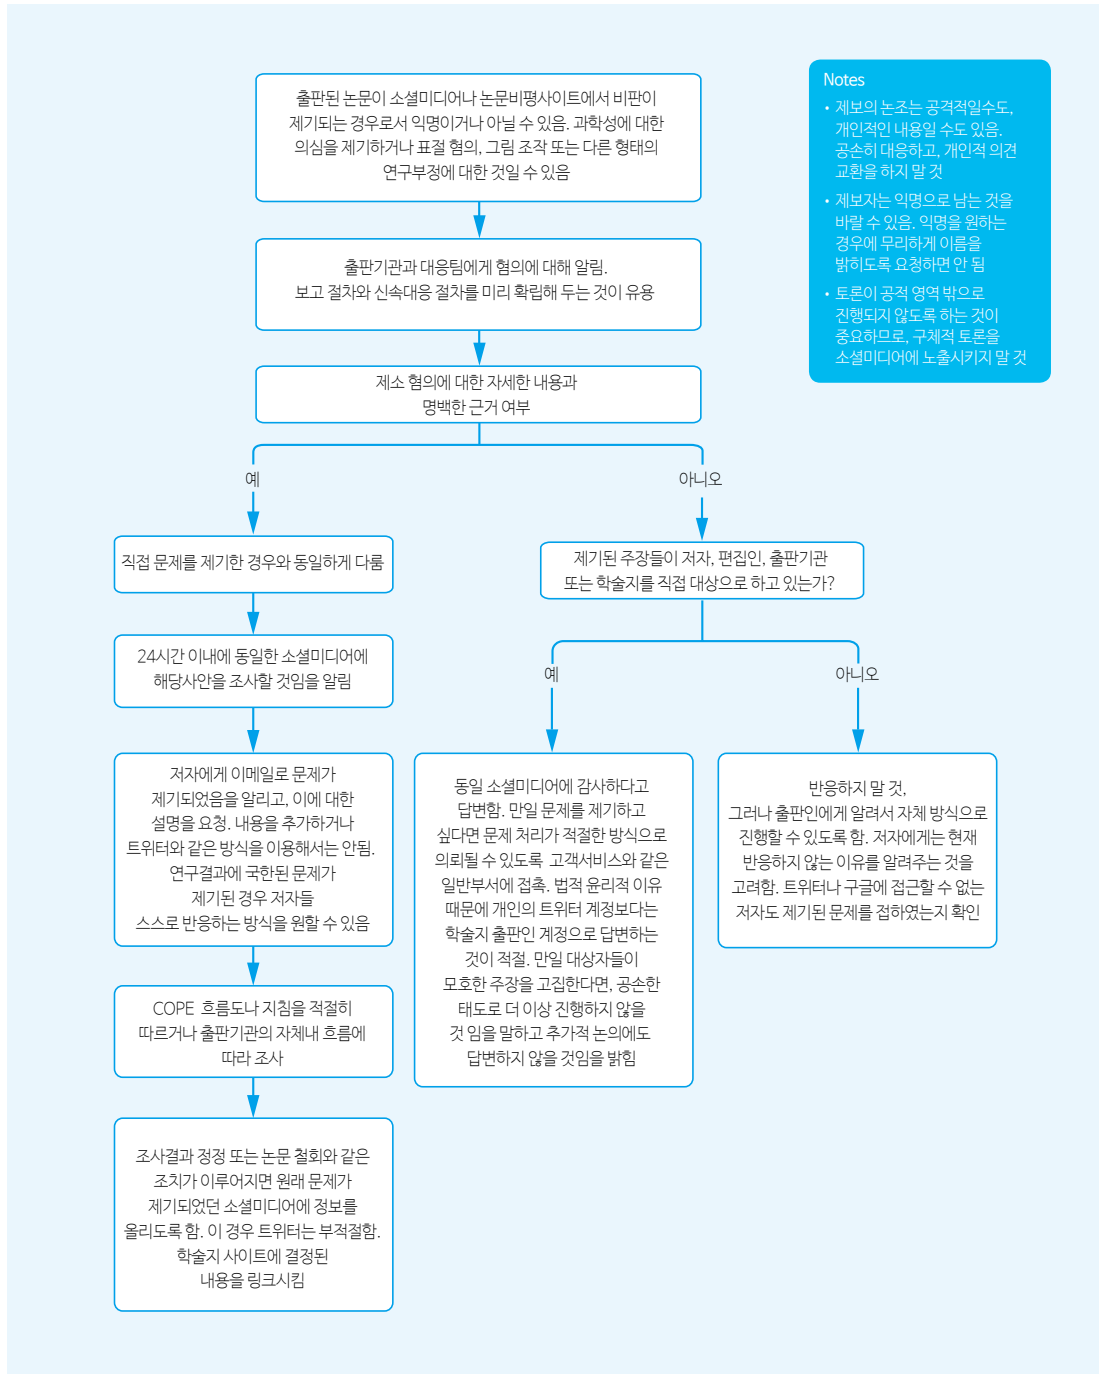 출판된 논문이 소셜미디어나 논문비평사이트에서 비판이
제기되는 경우로서 익명이거나 아닐 수 있음. 과학성에 대한
의심을 제기하거나 표절 혐의, 그림 조작 또는 다른 형태의
연구부정에 대한 것일 수 있음
Notes
• 제보의 논조는 공격적일수도,
개인적인 내용일 수도 있음.
공손히 대응하고, 개인적 의견
교환을 하지 말 것
• 제보자는 익명으로 남는 것을
바랄 수 있음. 익명을 원하는
경우에 무리하게 이름을
밝히도록 요청하면 안 됨
• 토론이 공적 영역 밖으로
진행되지 않도록 하는 것이
중요하므로, 구체적 토론을
소셜미디어에 노출시키지 말 것
출판기관과 대응팀에게 혐의에 대해 알림.
보고 절차와 신속대응 절차를 미리 확립해 두는 것이 유용
제소 혐의에 대한 자세한 내용과
명백한 근거 여부
예
아니오
직접 문제를 제기한 경우와 동일하게 다룸
24시간 이내에 동일한 소셜미디어에
해당사안을 조사할 것임을 알림
저자에게 이메일로 문제가
제기되었음을 알리고, 이에 대한
설명을 요청. 내용을 추가하거나
트위터와 같은 방식을 이용해서는 안됨.
연구결과에 국한된 문제가
제기된 경우 저자들
스스로 반응하는 방식을 원할 수 있음
COPE 흐름도나 지침을 적절히
따르거나 출판기관의 자체내 흐름에
따라 조사
조사결과 정정 또는 논문 철회와 같은
조치가 이루어지면 원래 문제가
제기되었던 소셜미디어에 정보를
올리도록 함. 이 경우 트위터는 부적절함.
학술지 사이트에 결정된
내용을 링크시킴
제기된 주장들이 저자, 편집인, 출판기관
또는 학술지를 직접 대상으로 하고 있는가?
예
아니오
동일 소셜미디어에 감사하다고
답변함. 만일 문제를 제기하고
싶다면 문제 처리가 적절한 방식으로
의뢰될 수 있도록 고객서비스와 같은
일반부서에 접촉. 법적 윤리적 이유
때문에 개인의 트위터 계정보다는
학술지 출판인 계정으로 답변하는
것이 적절. 만일 대상자들이
모호한 주장을 고집한다면, 공손한
태도로 더 이상 진행하지 않을
것 임을 말하고 추가적 논의에도
답변하지 않을 것임을 밝힘
반응하지 말 것,
그러나 출판인에게 알려서 자체 방식으로
진행할 수 있도록 함. 저자에게는 현재
반응하지 않는 이유를 알려주는 것을
고려함. 트위터나 구글에 접근할 수 없는
저자도 제기된 문제를 접하였는지 확인